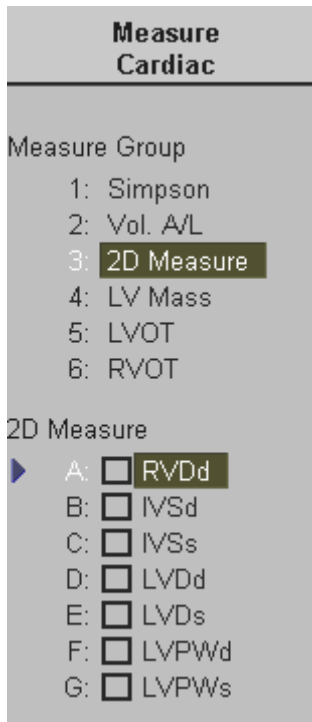 Measure
Cardiac
Measure Group
1: Simpson
2: Vol. A/L
3: 2D Measure
4: LV Mass
5: LVOT
6: RVOT
2D Measure
A: RVDd
B: IVSd
C: IVSs
D: LVDd
E: LVDs
F: LVPWd
G: LVPWs